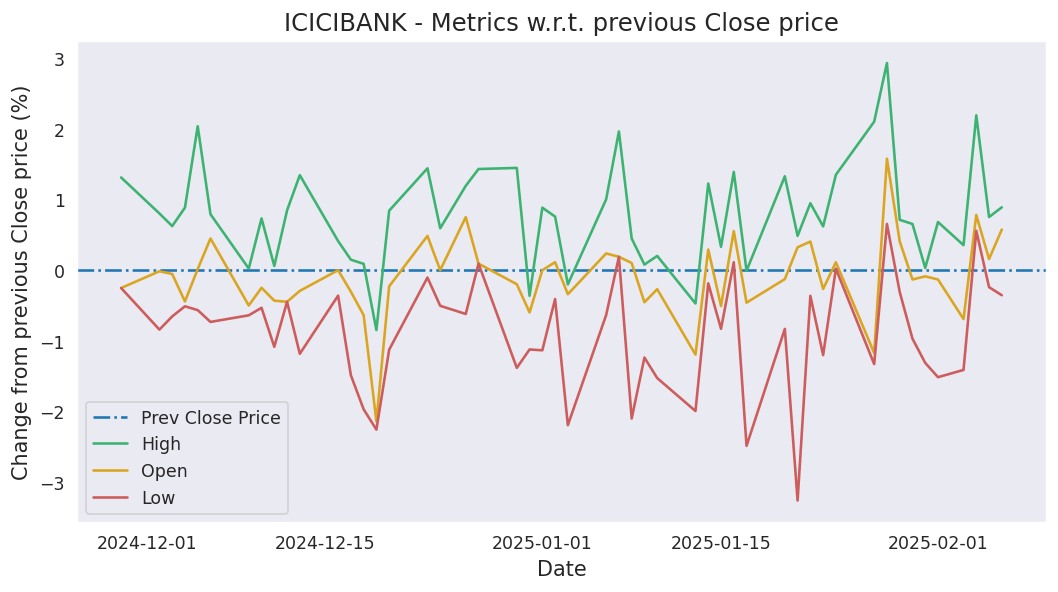 ICICIBANK - Metrics w.r.t. previous Close price
Change from previous Close price (%)
3
2
1
0
−1
−2
−3
Prev Close Price
High
Open
Low
2024-12-01
2024-12-15
2025-01-01
2025-01-15
2025-02-01
Date